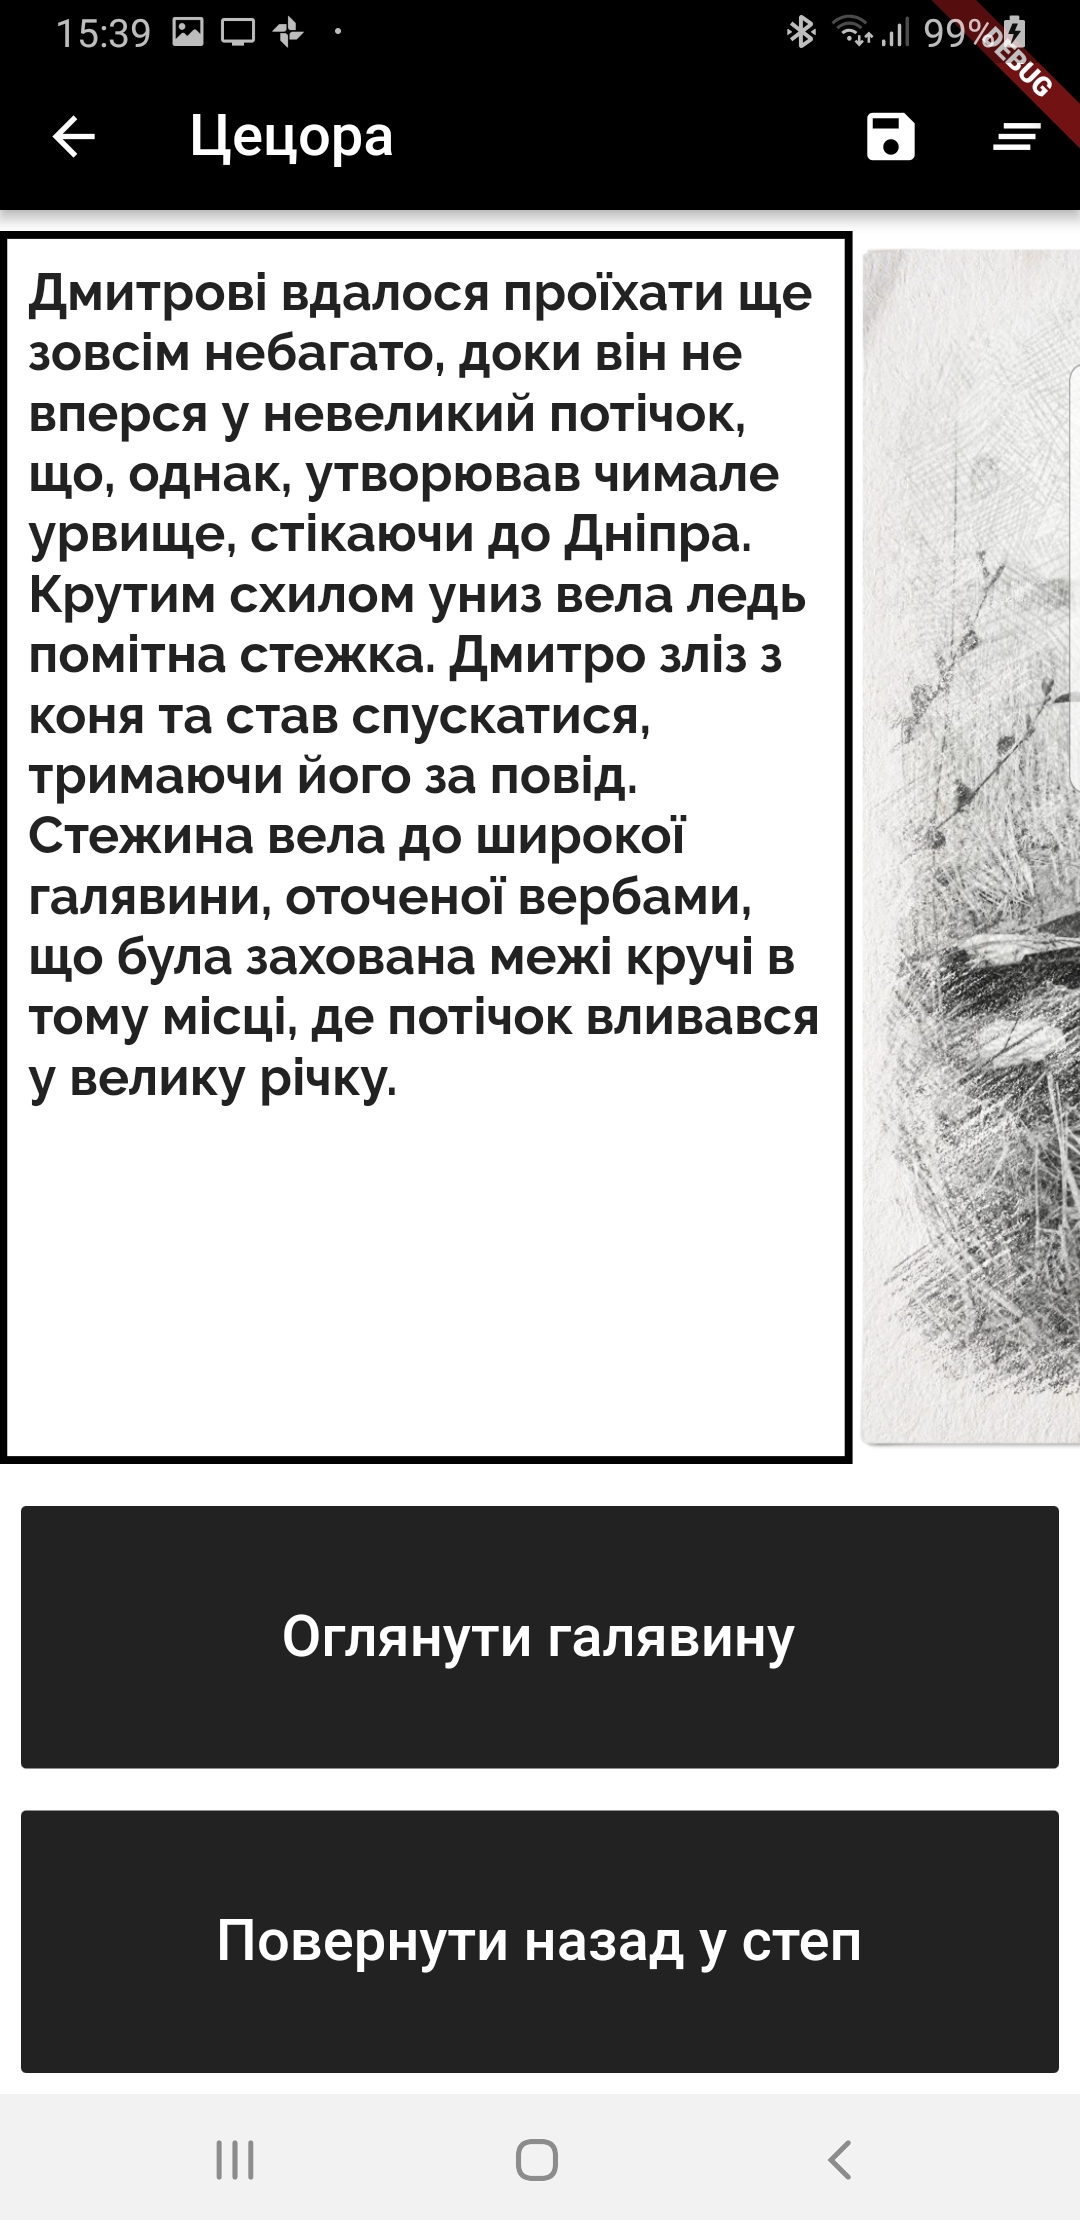 15:39
99%
DEBUG
Цецора
Дмитрові вдалося проїхати ще
зовсім небагато, доки він не
вперся у невеликий потічок,
що, однак, утворював чимале
урвище, стікаючи до Дніпра.
Крутим схилом униз вела ледь
помітна стежка. Дмитро зліз з
коня та став спускатися,
тримаючи його за повід.
Стежина вела до широкої
галявини, оточеної вербами,
що була захована межі кручі в
тому місці, де потічок вливався
у велику річку.
Оглянути галявину
Повернути назад у степ